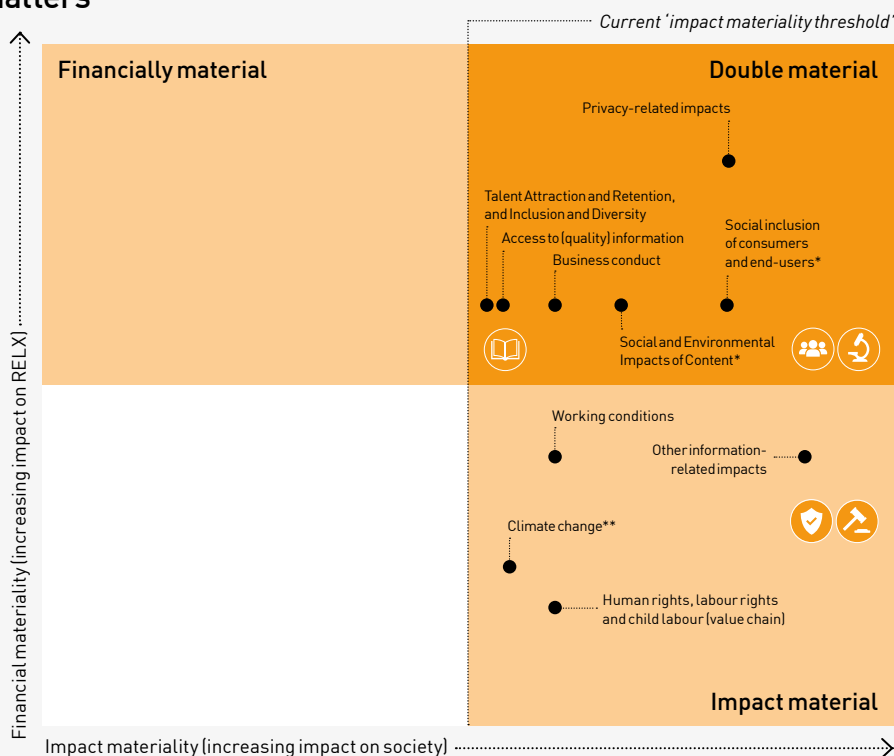 Current ‘impact materiality threshold’
Financially material
Double material
Privacy-related impacts
Talent Attraction and Retention,
and Inclusion and Diversity
Access to (quality) information
Business conduct
Social inclusion
of consumers
and end-users*
Social and Environmental
Impacts of Content*
Working conditions
Other information-
related impacts
Climate change**
Human rights, labour rights
and child labour (value chain)
Impact material
Financial materiality (increasing impact on RELX)
Impact materiality (increasing impact on society)